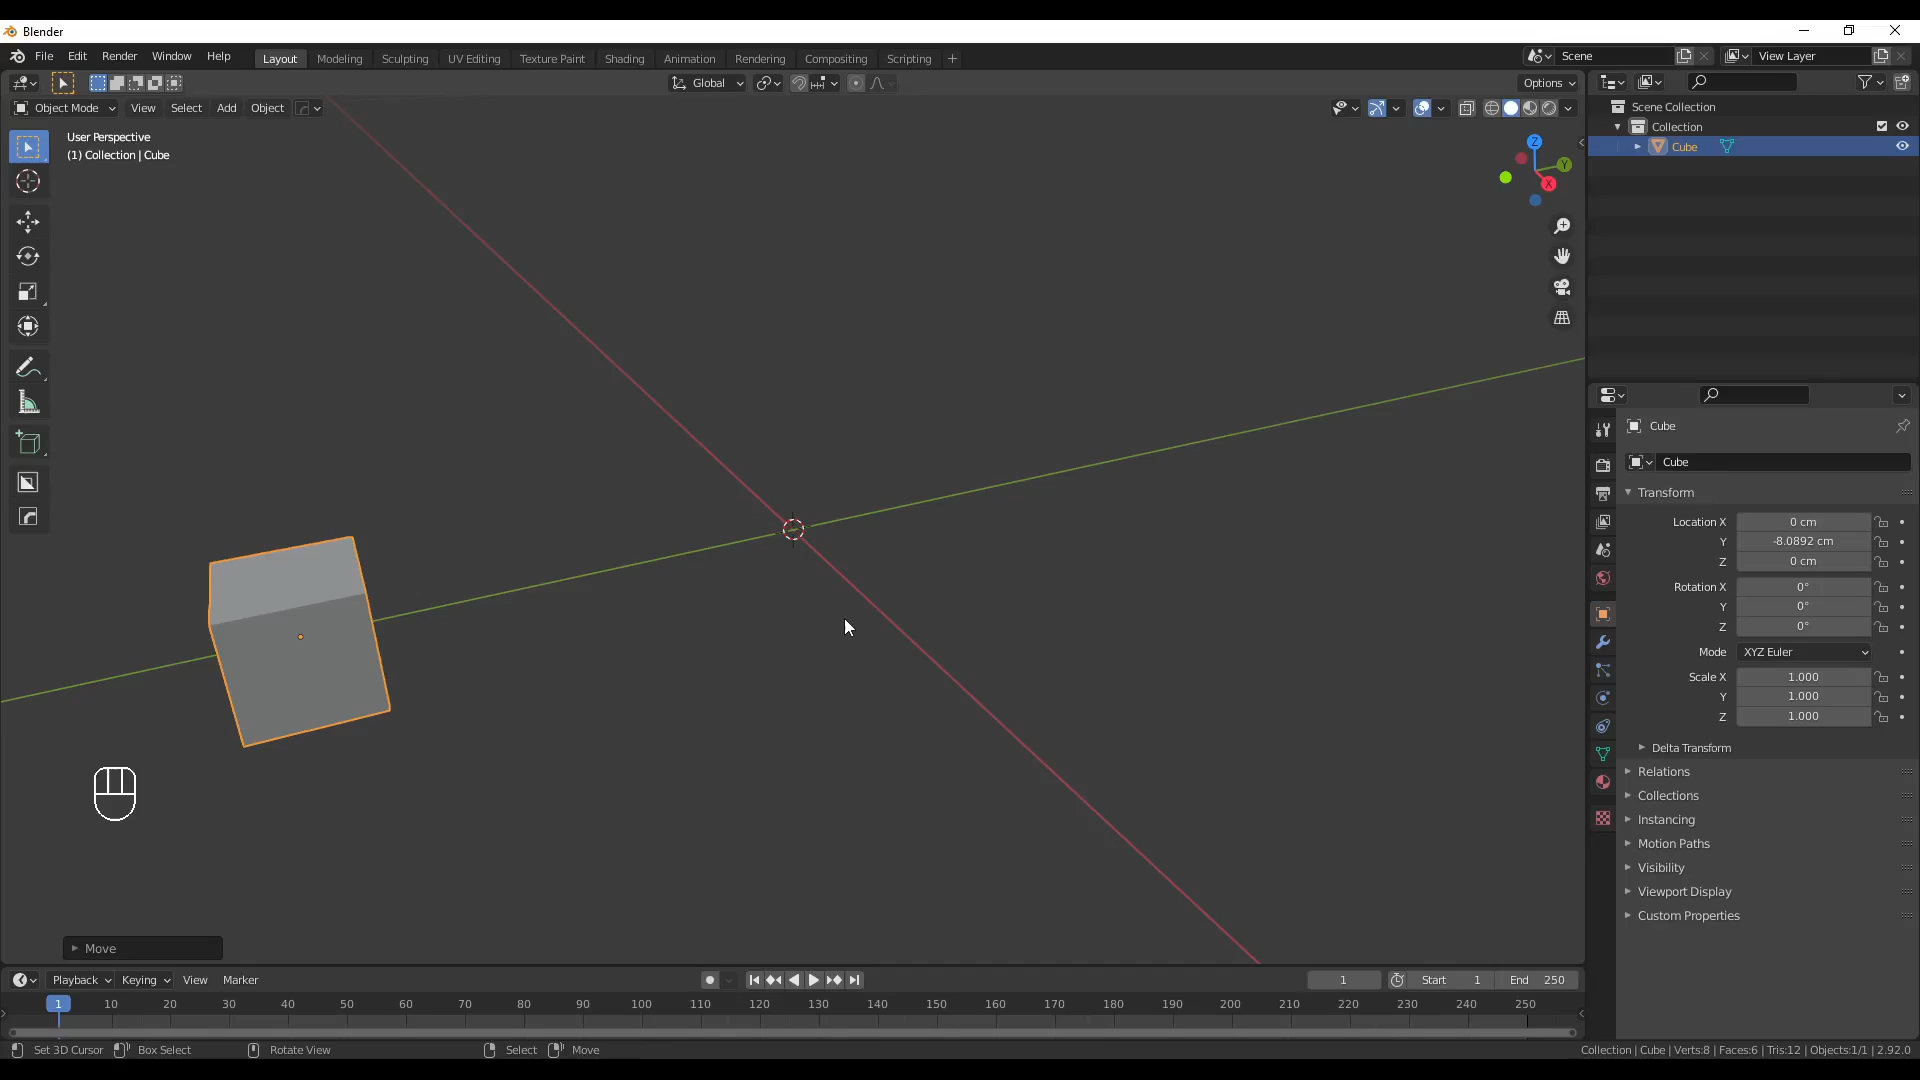 Blender
File Edit Render Window Help Layout Modeling Sculpting UV Editing Texture Paint Shading Animation Rendering Compositing Scripting + Scene View Layer
Global Options
Object Mode View Select Add Object
User Perspective
(1) Collection | Cube
Z
Y
X
Scene Collection
Collection
Cube
Cube
Cube
Transform
Location X 0 cm
Y -8.0892 cm
Z 0 cm
Rotation X 0°
Y 0°
Z 0°
Mode XYZ Euler
Scale X 1.000
Y 1.000
Z 1.000
Delta Transform
Relations
Collections
Instancing
Motion Paths
Visibility
Viewport Display
Custom Properties
Move
Playback Keying View Marker 1 Start 1 End 250
1 10 20 30 40 50 60 70 80 90 100 110 120 130 140 150 160 170 180 190 200 210 220 230 240 250
Set 3D Cursor Box Select Rotate View Select Move Collection | Cube | Verts:8 | Faces:6 | Tris:12 | Objects:1/1 | 2.92.0